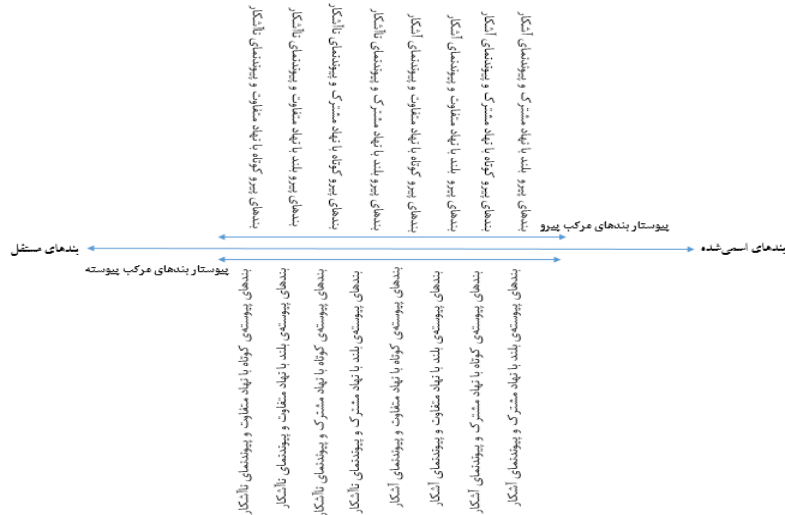 بندهای پیرو بلند با نهاد مشترک و پیوندنمای آشکار
بندهای پیرو کوتاه با نهاد مشترک و پیوندنمای آشکار
بندهای پیرو بلند با نهاد متفاوت و پیوندنمای آشکار
بندهای پیرو کوتاه با نهاد متفاوت و پیوندنمای آشکار
بندهای پیرو بلند با نهاد مشترک و پیوندنمای ناآشکار
بندهای پیرو کوتاه با نهاد مشترک و پیوندنمای ناآشکار
بندهای پیرو بلند با نهاد متفاوت و پیوندنمای ناآشکار
بندهای پیرو کوتاه با نهاد متفاوت و پیوندنمای ناآشکار
پیوستار بندهای مرکب پیرو
بندهای اسمی‌شده
بندهای مستقل
پیوستار بندهای مرکب پیوسته
بندهای پیوسته‌ی بلند با نهاد مشترک و پیوندنمای آشکار
بندهای پیوسته‌ی کوتاه با نهاد مشترک و پیوندنمای آشکار
بندهای پیوسته‌ی بلند با نهاد متفاوت و پیوندنمای آشکار
بندهای پیوسته‌ی کوتاه با نهاد متفاوت و پیوندنمای آشکار
بندهای پیوسته‌ی بلند با نهاد مشترک و پیوندنمای ناآشکار
بندهای پیوسته‌ی کوتاه با نهاد مشترک و پیوندنمای ناآشکار
بندهای پیوسته‌ی بلند با نهاد متفاوت و پیوندنمای ناآشکار
بندهای پیوسته‌ی کوتاه با نهاد متفاوت و پیوندنمای ناآشکار